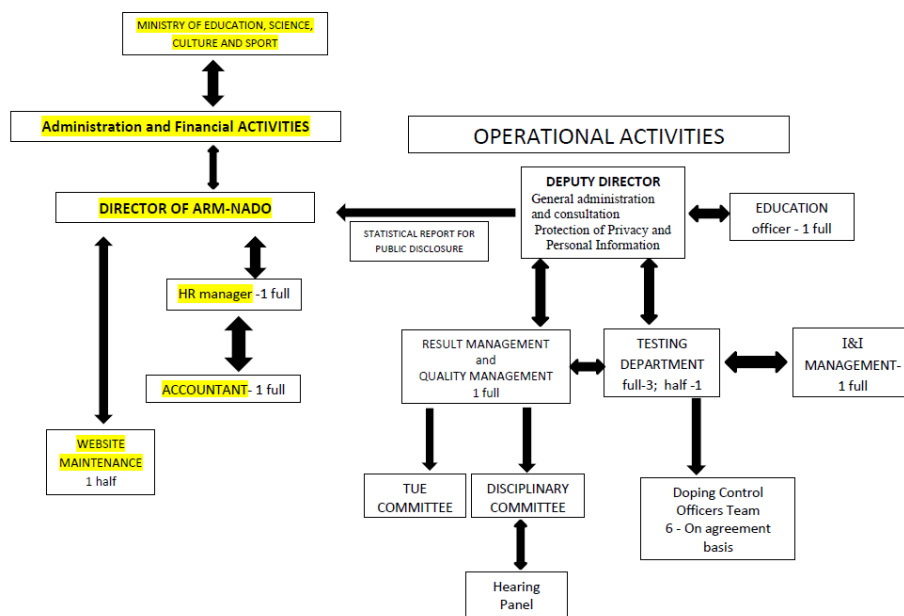 MINISTRY OF EDUCATION, SCIENCE,
CULTURE AND SPORT
Administration and Financial ACTIVITIES
OPERATIONAL ACTIVITIES
DIRECTOR OF ARM-NADO
STATISTICAL REPORT FOR
PUBLIC DISCLOSURE
DEPUTY DIRECTOR
General administration
and consultation
Protection of Privacy and
Personal Information
EDUCATION
officer - 1 full
HR manager -1 full
ACCOUNTANT- 1 full
WEBSITE
MAINTENANCE
1 half
RESULT MANAGEMENT
and
QUALITY MANAGEMENT
1 full
TESTING
DEPARTMENT
full-3; half -1
I&I
MANAGEMENT-
1 full
TUE
COMMITTEE
DISCIPLINARY
COMMITTEE
Doping Control
Officers Team
6 - On agreement
basis
Hearing
Panel